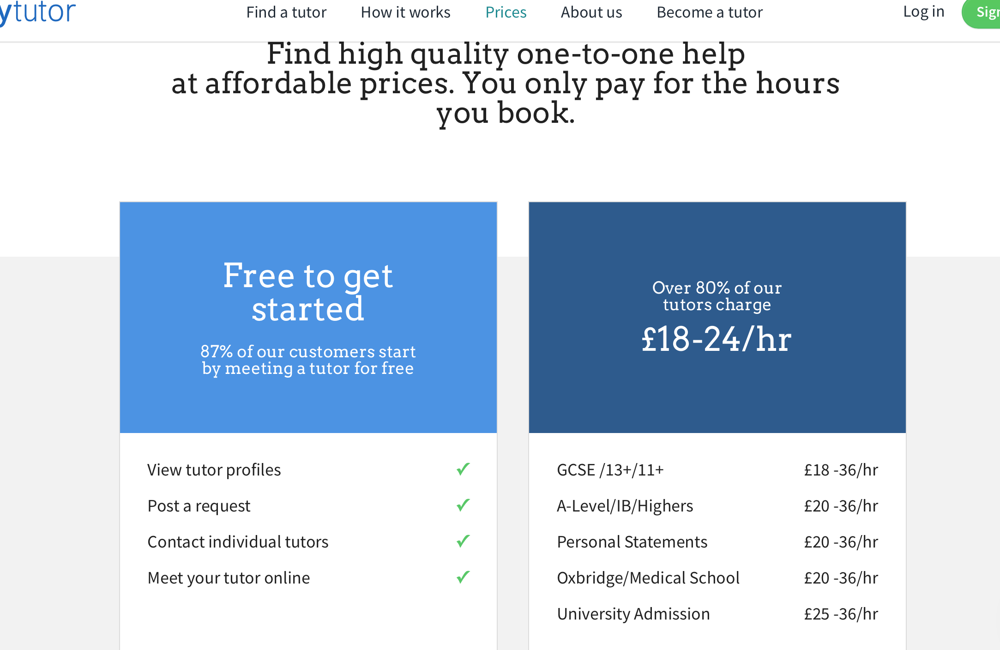 ytutor
Find a tutor
How it works
Prices
About us
Become a tutor
Log in
Find high quality one-to-one help
at affordable prices. You only pay for the hours
you book.
Free to get
started
87% of our customers start
by meeting a tutor for free
View tutor profiles ✓
Post a request ✓
Contact individual tutors ✓
Meet your tutor online ✓
Over 80% of our
tutors charge
£18-24/hr
GCSE /13+/11+ £18 -36/hr
A-Level/IB/Highers £20 -36/hr
Personal Statements £20 -36/hr
Oxbridge/Medical School £20 -36/hr
University Admission £25 -36/hr